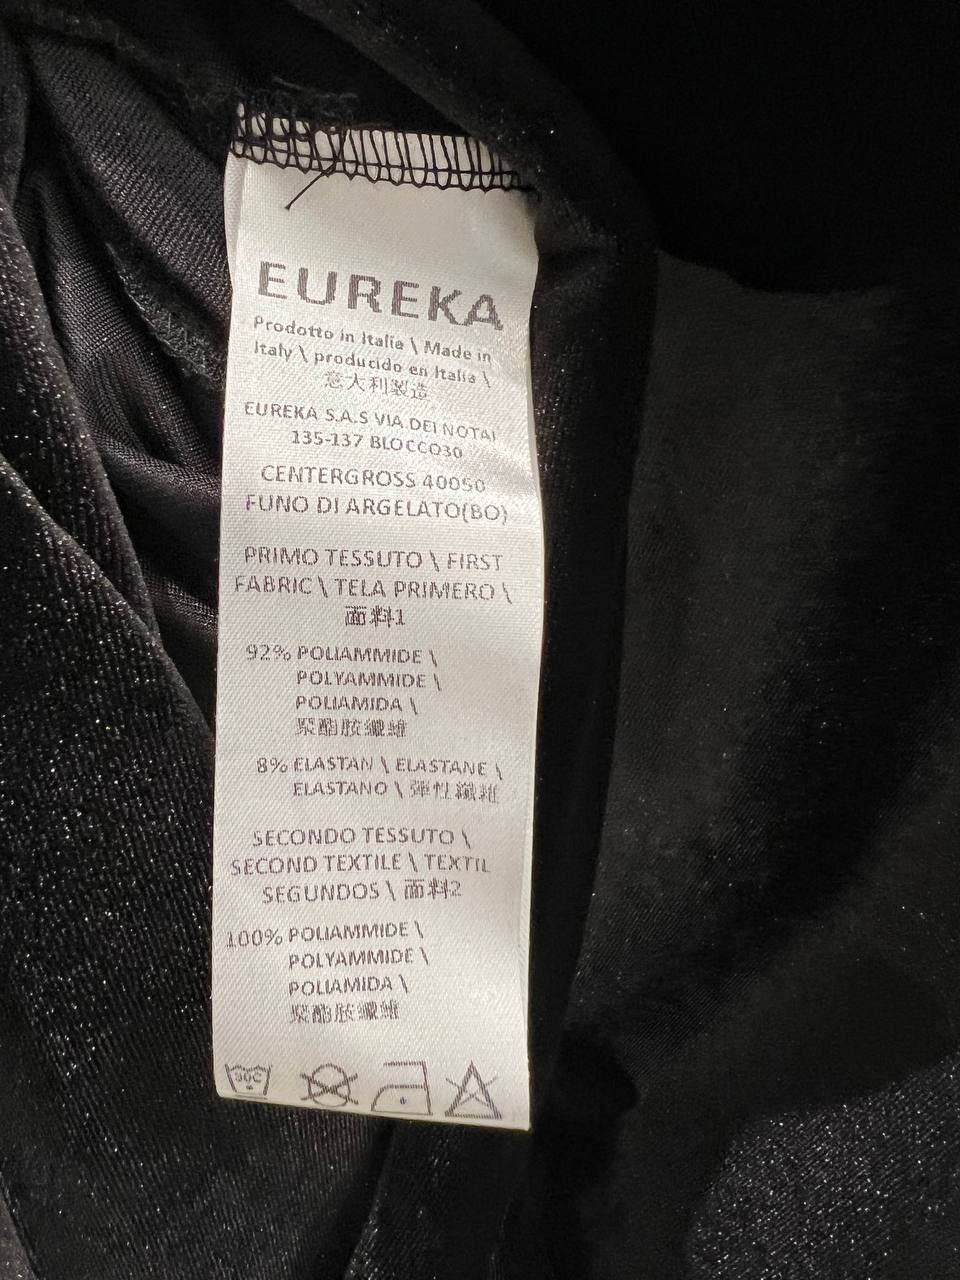 EUREKA
Prodotto in Italia \ Made in
Italy \ producido en Italia \
意大利製造
EUREKA S.A.S VIA DEI NOTAI
135-137 BLOCCO30
CENTERGROSS 40050
FUNO DI ARGELATO(BO)
PRIMO TESSUTO \ FIRST
FABRIC \ TELA PRIMERO \
面料1
92% POLIAMMIDE \
POLYAMMIDE \
POLIAMIDA \
聚酯胺纖維
8% ELASTAN \ ELASTANE \
ELASTANO \ 彈性纖維
SECONDO TESSUTO \
SECOND TEXTILE \ TEXTIL
SEGUNDOS \ 面料2
100% POLIAMMIDE \
POLYAMMIDE \
POLIAMIDA \
聚酯胺纖維
30C